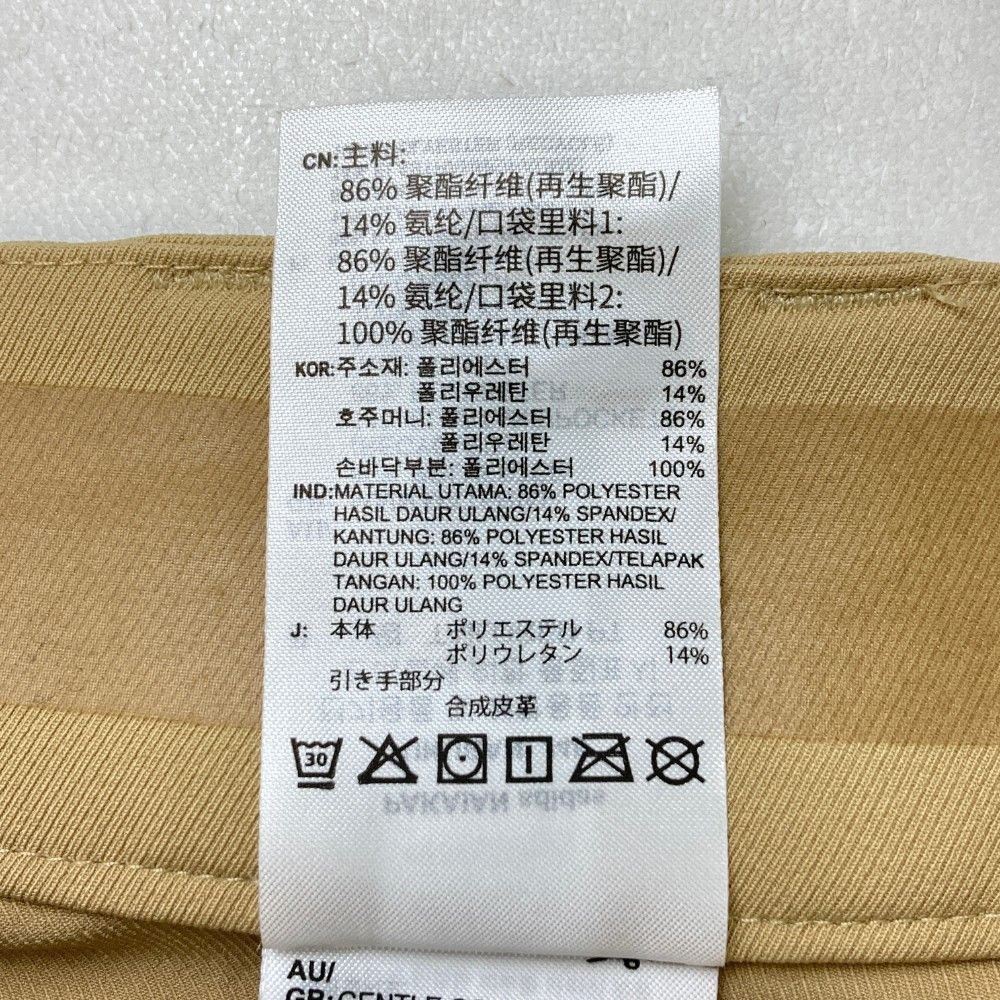 CN:主料:
86% 聚酯纤维(再生聚酯)/
14% 氨纶/口袋里料1:
86% 聚酯纤维(再生聚酯)/
14% 氨纶/口袋里料2:
100% 聚酯纤维(再生聚酯)
KOR:주소재: 폴리에스터 86%
폴리우레탄 14%
호주머니: 폴리에스터 86%
폴리우레탄 14%
손바닥부분: 폴리에스터 100%
IND:MATERIAL UTAMA: 86% POLYESTER
HASIL DAUR ULANG/14% SPANDEX/
KANTUNG: 86% POLYESTER HASIL
DAUR ULANG/14% SPANDEX/TELAPAK
TANGAN: 100% POLYESTER HASIL
DAUR ULANG
J: 本体 ポリエステル 86%
ポリウレタン 14%
引き手部分
合成皮革
30
PAKAIAN adidas
AU/
GB:GENTLE